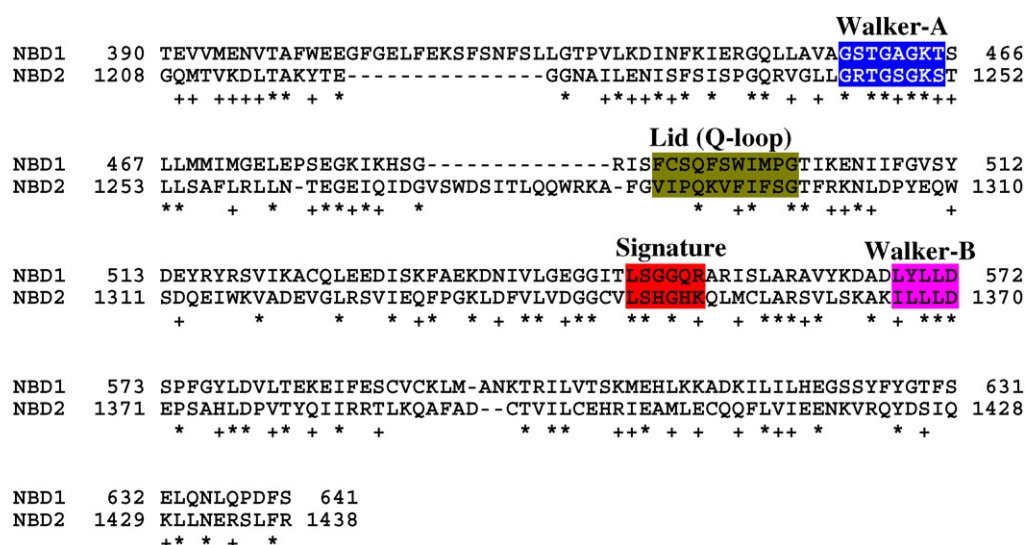 Walker-A
NBD1 390 TEVVMENVTAFWEEGFGELFEKSFSNFSLLGTPVLKDINFKIERGQLLAVAGSTGAGKTS 466
NBD2 1208 GQMTVKDLTAKYTE---------------GGNAILENISFSISPGQRVGLLGRTGSGKST 1252
++ ++++** + * * +*++* * * ** + + * **+**++
Lid (Q-loop)
NBD1 467 LLMMIMGELEPSEGKIKHSG--------------RISFCSQFSWIMPGTIKENIIFGVSY 512
NBD2 1253 LLSAFLRLLN-TEGEIQIDGVSWDSITLQQWRKA-FGVIPQKVFIFSGTFRKNLDPYEQW 1310
** + * +**+*+ * * +* ** ++*+ +
Signature Walker-B
NBD1 513 DEYRYRSVIKACQLEEDISKFAEKDNIVLGEGGITLSGGQRARISLARAVYKDADLYLLD 572
NBD2 1311 SDQEIWKVADEVGLRSVIEQFPGKLDFVLVDGGCVLSHGHKQLMCLARSVLSKAKILLLD 1370
+ * * +* * + ** +** ** * + + ***+* * + ***
NBD1 573 SPFGYLDVLTEKEIFESCVCKLM-ANKTRILVTSKMEHLKKADKILILHEGSSYFYGTFS 631
NBD2 1371 EPSAHLDPVTYQIIRRTLKQAFAD--CTVILCEHRIEAMLECQQFLVIEENKVRQYDSIQ 1428
* +** *+ * + * ** ++* + + *++ * * +
NBD1 632 ELQNLQPDFS 641
NBD2 1429 KLLNERSLFR 1438
+* * + *